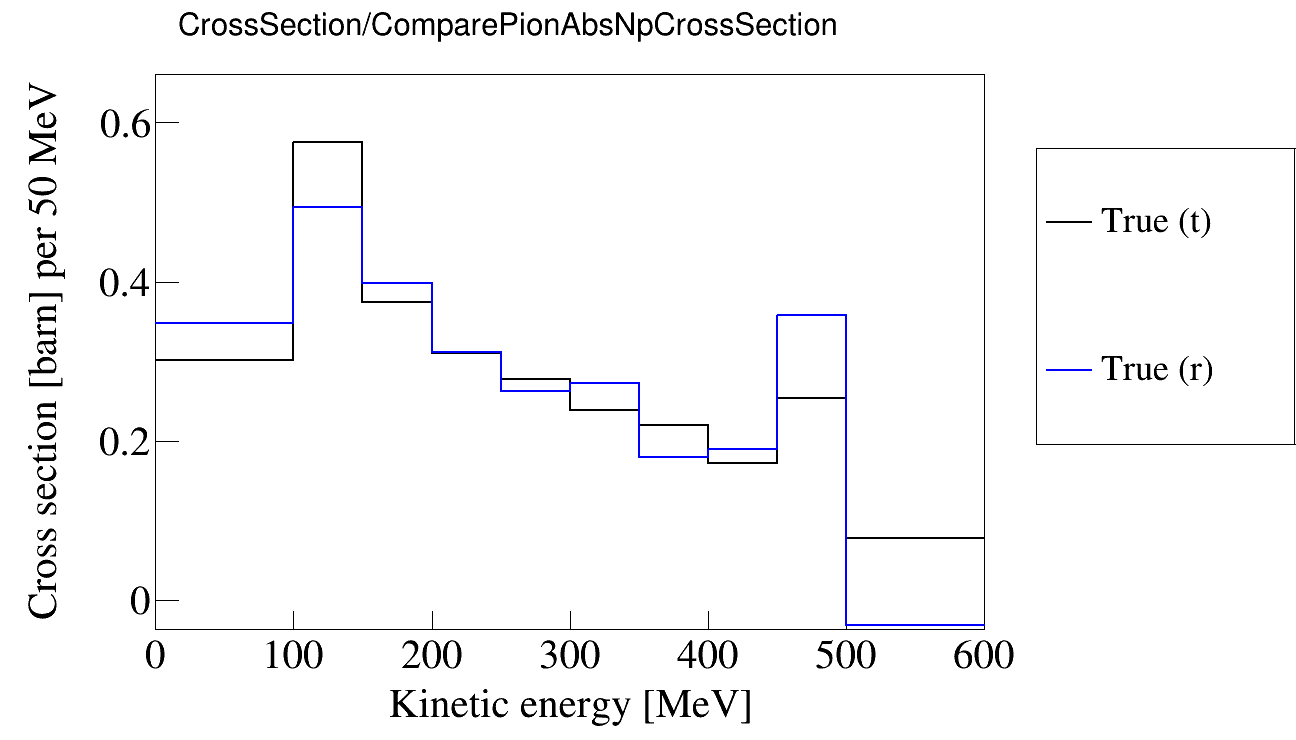 CrossSection/ComparePionAbsNpCrossSection
Cross section [barn] per 50 MeV
0.6
0.4
0.2
0
0 100 200 300 400 500 600
Kinetic energy [MeV]
True (t)
True (r)